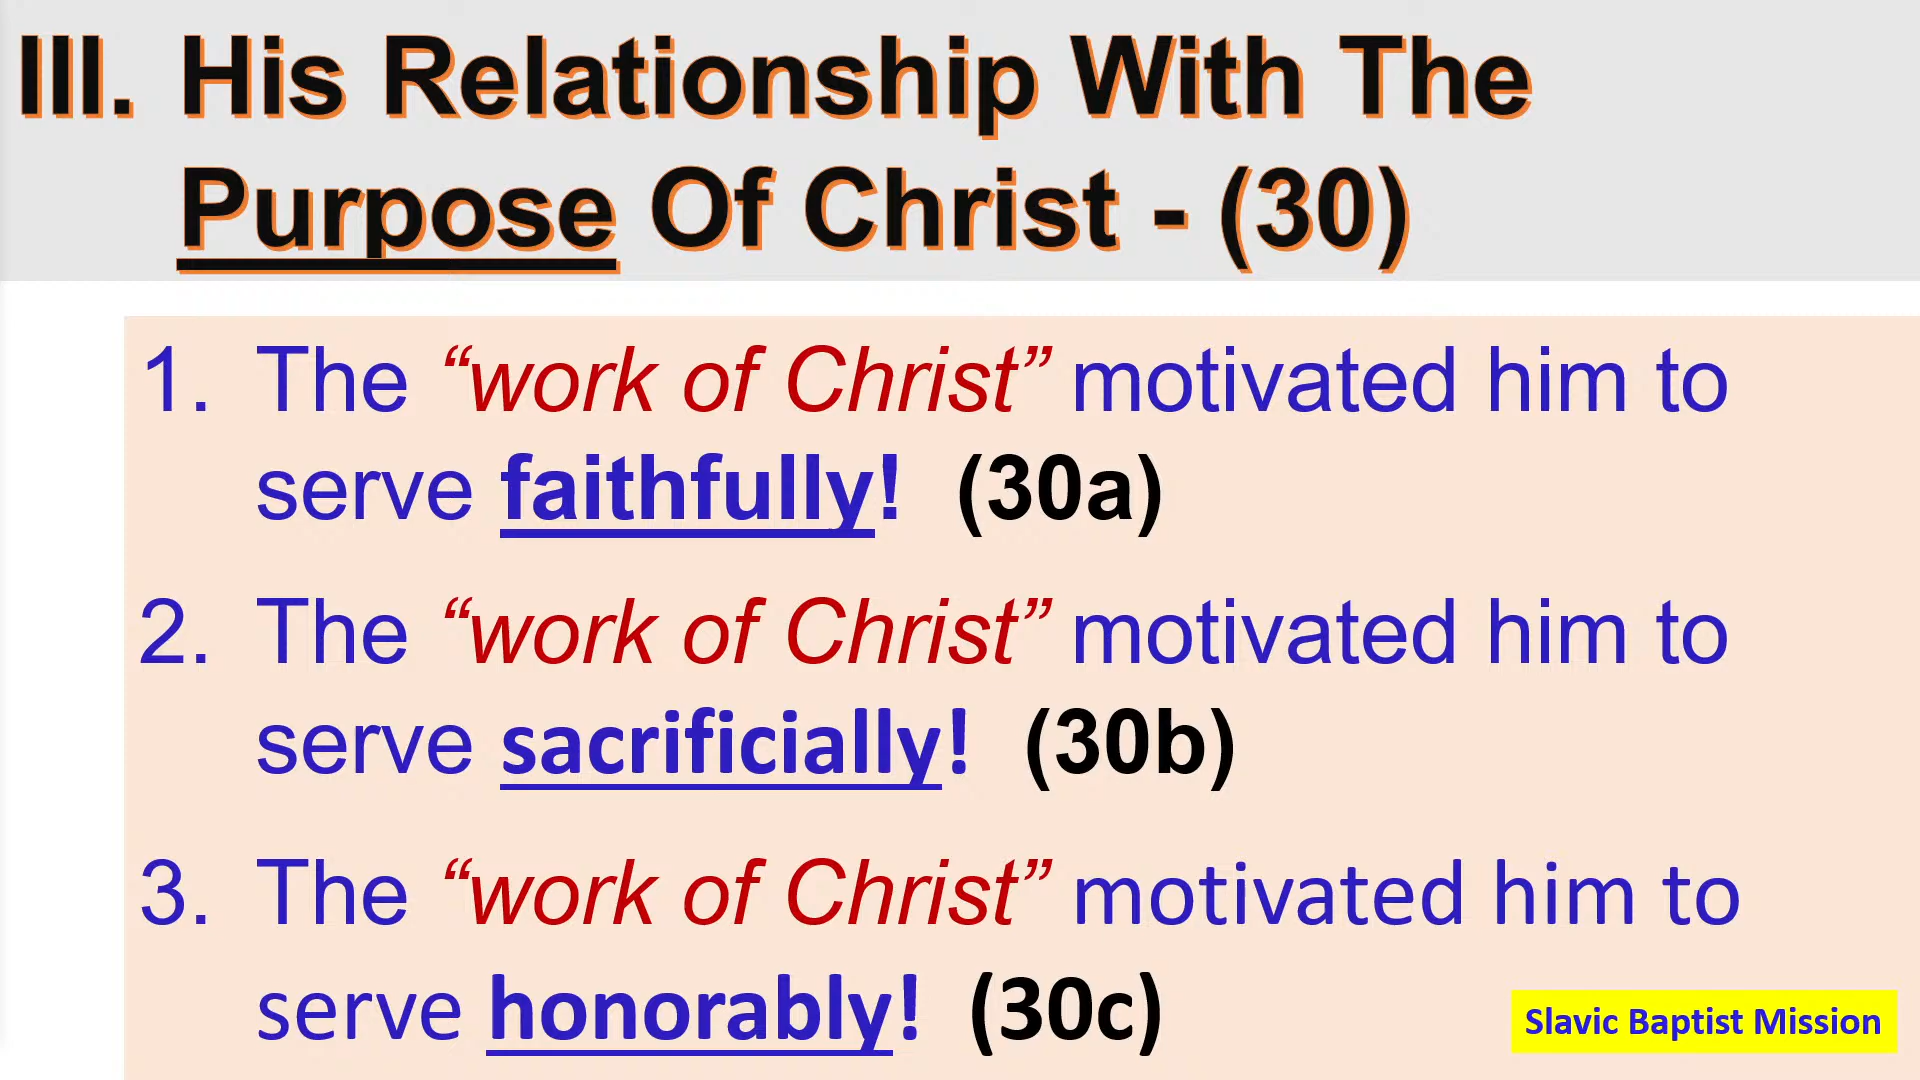 III. His Relationship With The
Purpose Of Christ - (30)
1. The “work of Christ” motivated him to
serve faithfully! (30a)
2. The “work of Christ” motivated him to
serve sacrificially! (30b)
3. The “work of Christ” motivated him to
serve honorably! (30c)
Slavic Baptist Mission